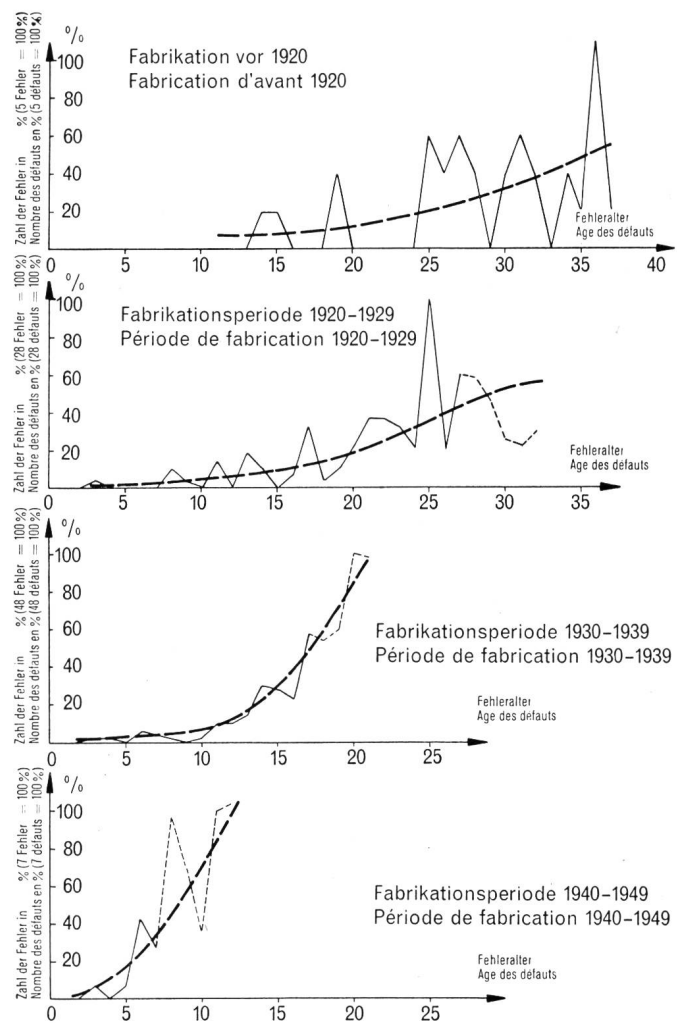 Zahl der Fehler in % (5 Fehler = 100%)
Nombre des défauts en % (5 défauts = 100%)
%
Fabrikation vor 1920
Fabrication d'avant 1920
100
80
60
40
20
Fehleralter
Age des défauts
0 5 10 15 20 25 30 35 40 41
Zahl der Fehler in % (28 Fehler = 100%)
Nombre des défauts en % (28 défauts = 100%)
%
Fabrikationsperiode 1920–1929
Période de fabrication 1920–1929
100
80
60
40
20
Fehleralter
Age des défauts
0 5 10 15 20 25 30 35
Zahl der Fehler in % (48 Fehler = 100%)
Nombre des défauts en % (48 défauts = 100%)
%
100
80
60
40
20
Fabrikationsperiode 1930–1939
Période de fabrication 1930–1939
Fehleralter
Age des défauts
0 5 10 15 20 25
Zahl der Fehler in % (7 Fehler = 100%)
Nombre des défauts en % (7 défauts = 100%)
%
100
80
60
40
20
Fabrikationsperiode 1940–1949
Période de fabrication 1940–1949
Fehleralter
Age des défauts
0 5 10 15 20 25